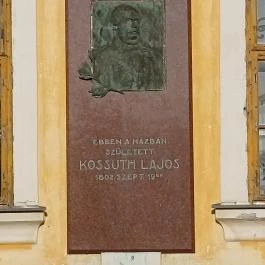 EBBEN A HÁZBAN
SZÜLETETT
KOSSUTH LAJOS
1802. SZEPT. 19ÉN